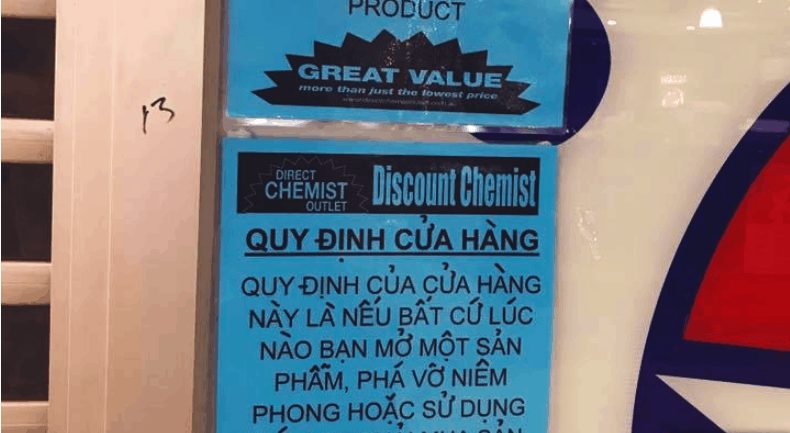 PRODUCT
GREAT VALUE
more than just the lowest price
13
DIRECT
CHEMIST
OUTLET
Discount Chemist
QUY ĐỊNH CỬA HÀNG
QUY ĐỊNH CỦA CỬA HÀNG
NÀY LÀ NẾU BẤT CỨ LÚC
NÀO BẠN MỞ MỘT SẢN
PHẨM, PHÁ VỠ NIÊM
PHONG HOẶC SỬ DỤNG